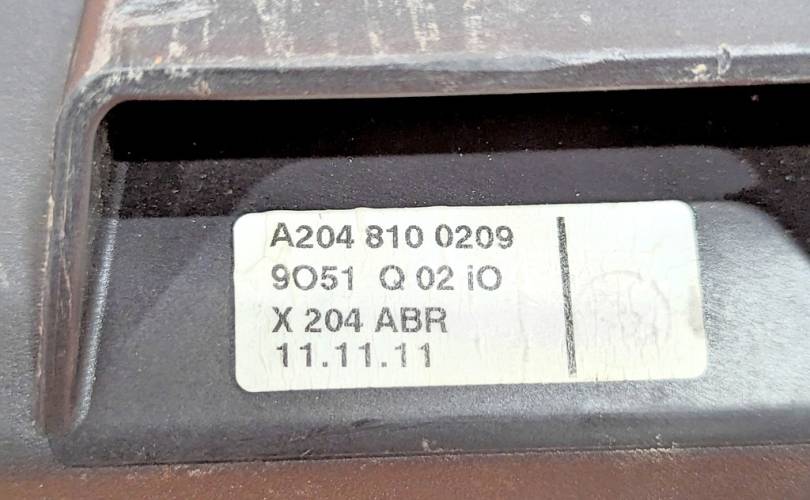 A204 810 0209
9O51 Q 02 iO
X 204 ABR
11.11.11